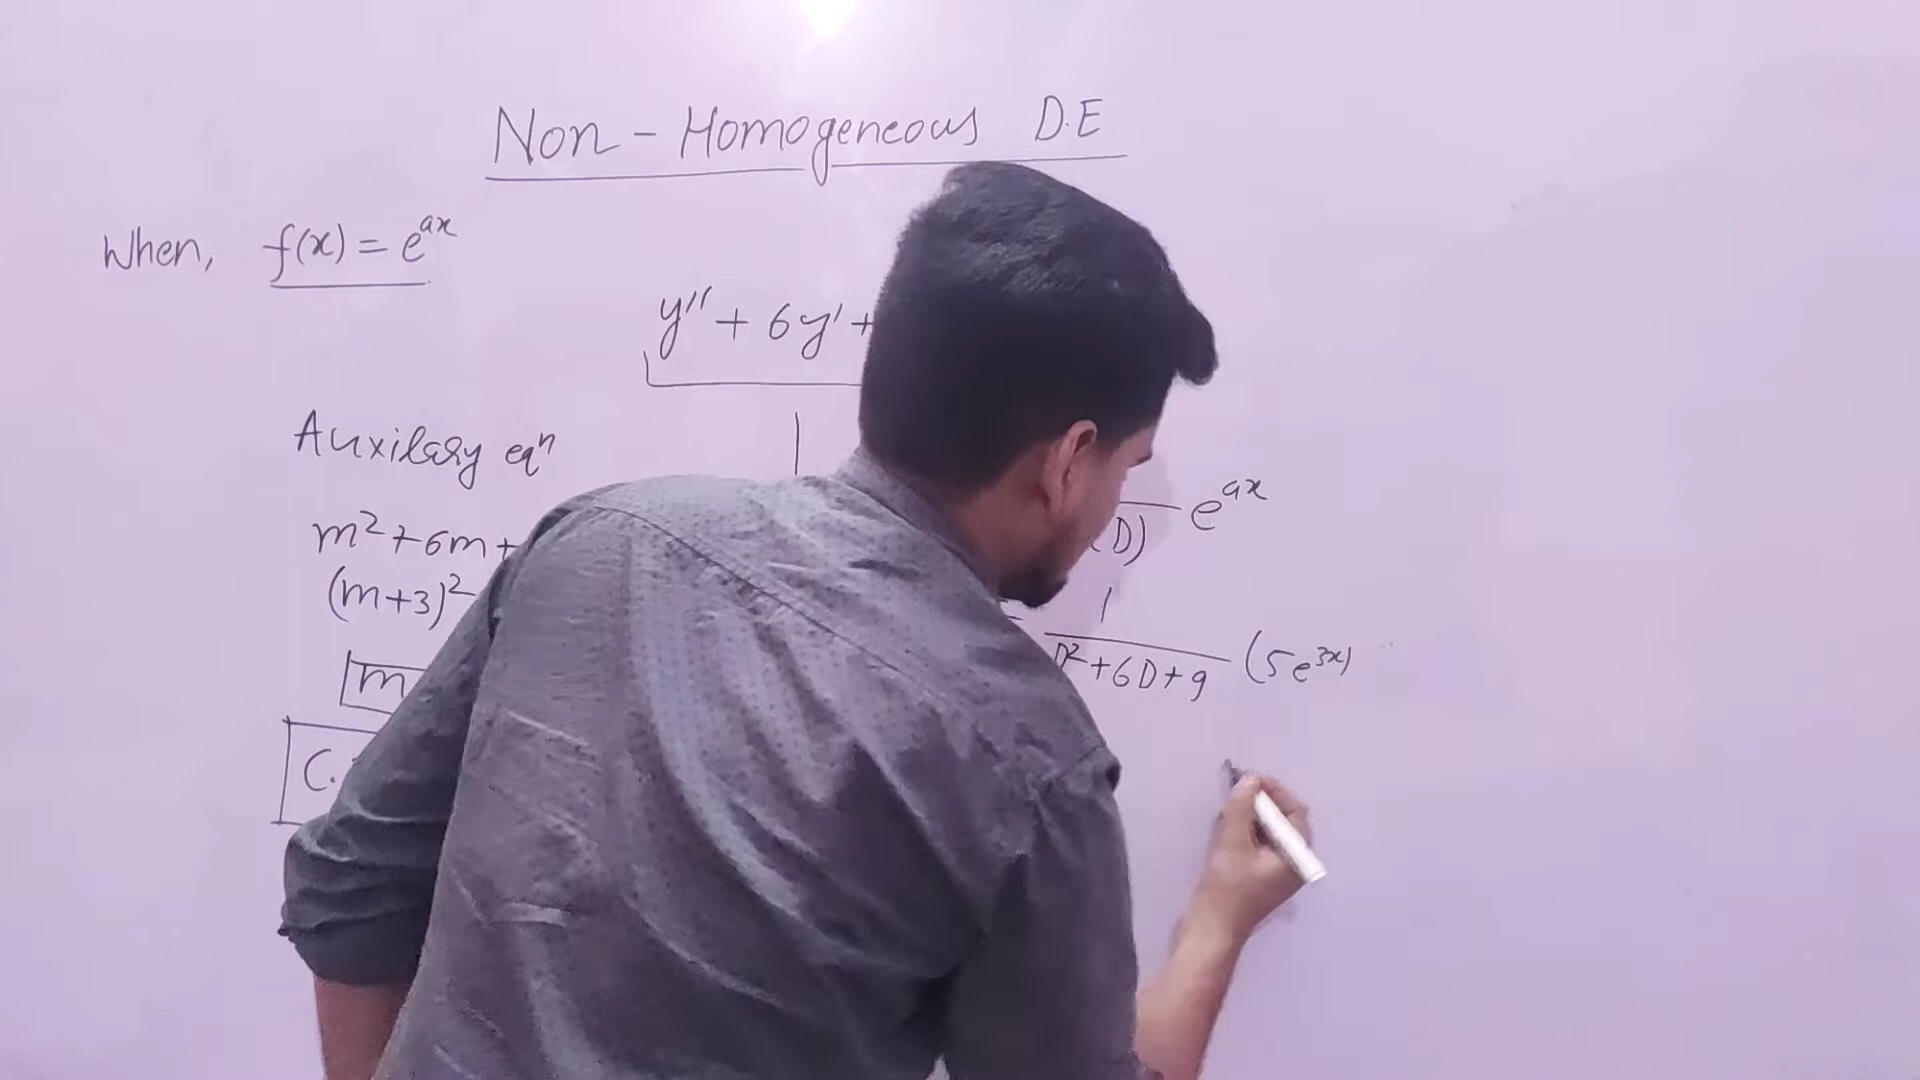 Non - Homogeneous D.E
When, f(x) = e^ax
y'' + 6y' +
Auxilary eqⁿ
m² + 6m +
(m+3)²
m
C.
D) e^ax
1
D² + 6D + 9 (5e^3x)